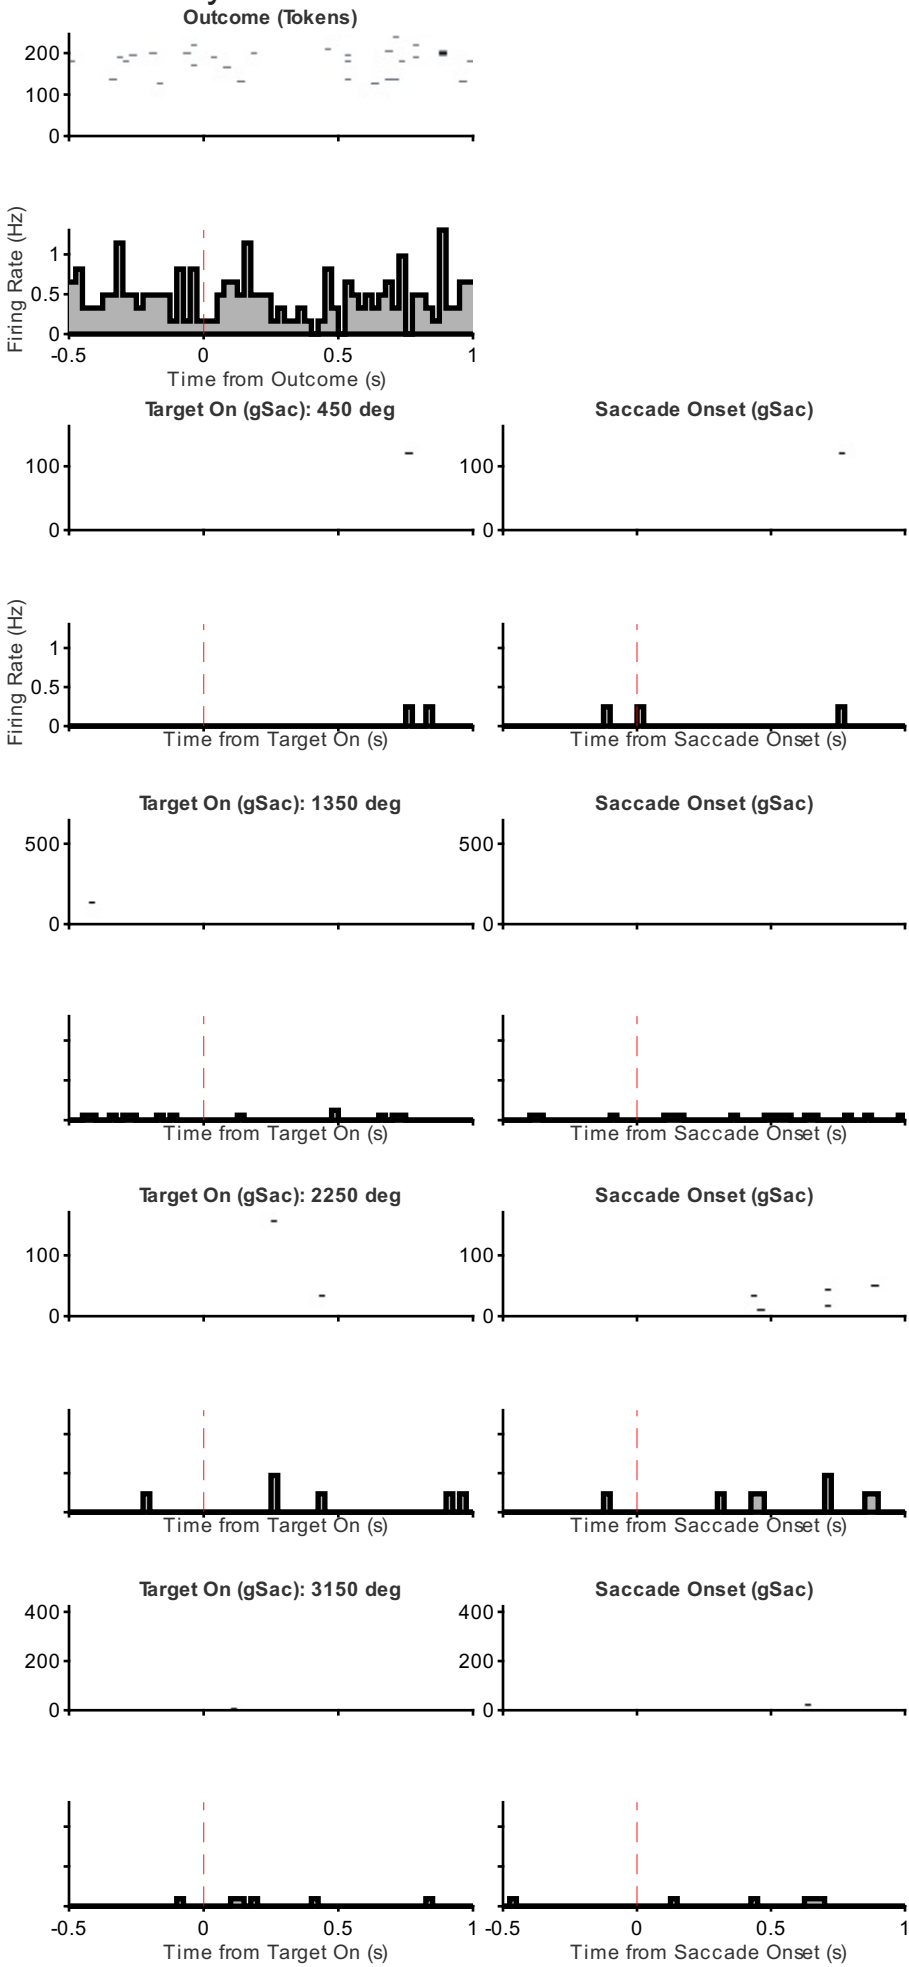 Outcome (Tokens)
200
100
0
Firing Rate (Hz)
1
0.5
0
-0.5 0 0.5 1
Time from Outcome (s)
Target On (gSac): 450 deg Saccade Onset (gSac)
100 100
0 0
Firing Rate (Hz)
1
0.5
0
Time from Target On (s) Time from Saccade Onset (s)
Target On (gSac): 1350 deg Saccade Onset (gSac)
500 500
0 0
Time from Target On (s) Time from Saccade Onset (s)
Target On (gSac): 2250 deg Saccade Onset (gSac)
100 100
0 0
Time from Target On (s) Time from Saccade Onset (s)
Target On (gSac): 3150 deg Saccade Onset (gSac)
400 400
200 200
0 0
-0.5 0 0.5 1 -0.5 0 0.5 1
Time from Target On (s) Time from Saccade Onset (s)